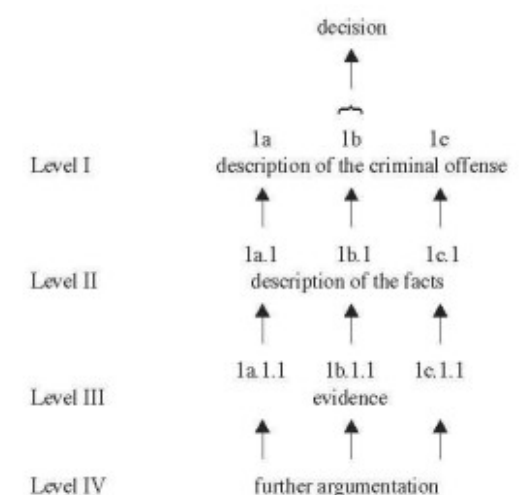 decision
1a 1b 1c
Level I description of the criminal offense
1a.1 1b.1 1c.1
Level II description of the facts
1a.1.1 1b.1.1 1c.1.1
Level III evidence
Level IV further argumentation